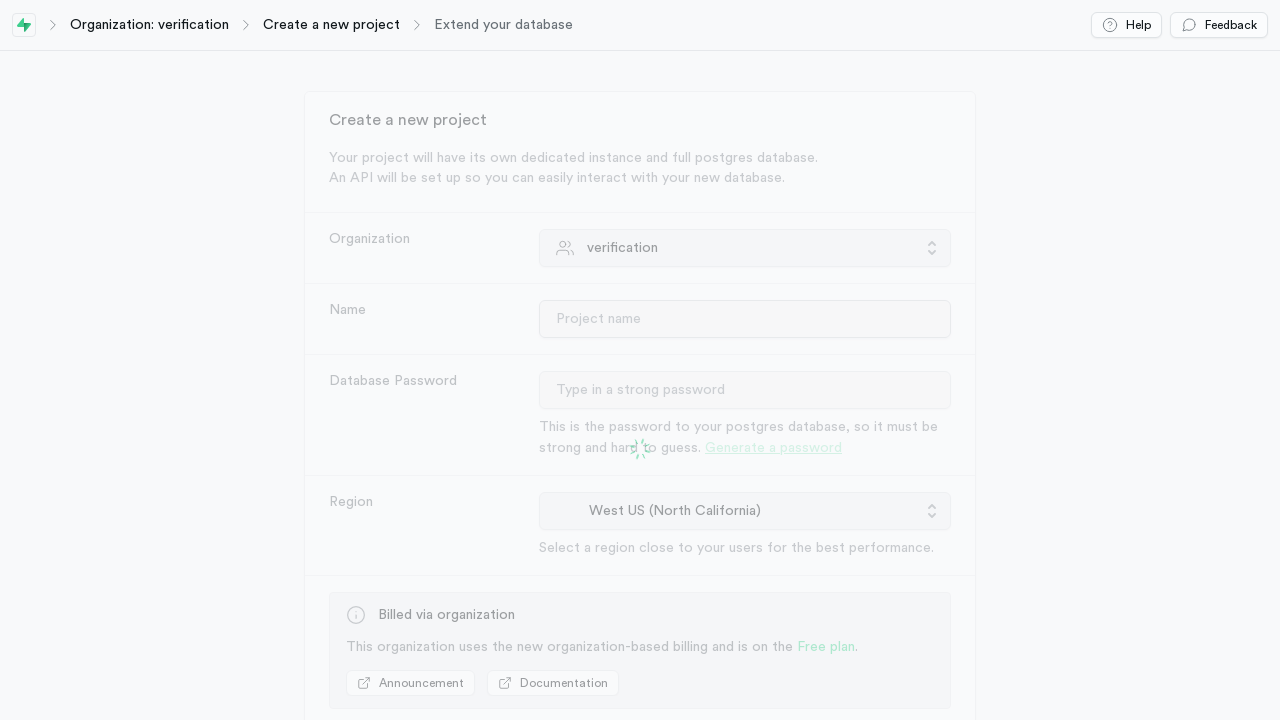 Organization: verification
Create a new project
Extend your database
Help
Feedback
Create a new project
Your project will have its own dedicated instance and full postgres database.
An API will be set up so you can easily interact with your new database.
Organization
verification
Name
Project name
Database Password
Type in a strong password
This is the password to your postgres database, so it must be
strong and hard to guess. Generate a password
Region
West US (North California)
Select a region close to your users for the best performance.
Billed via organization
This organization uses the new organization-based billing and is on the Free plan.
Announcement
Documentation